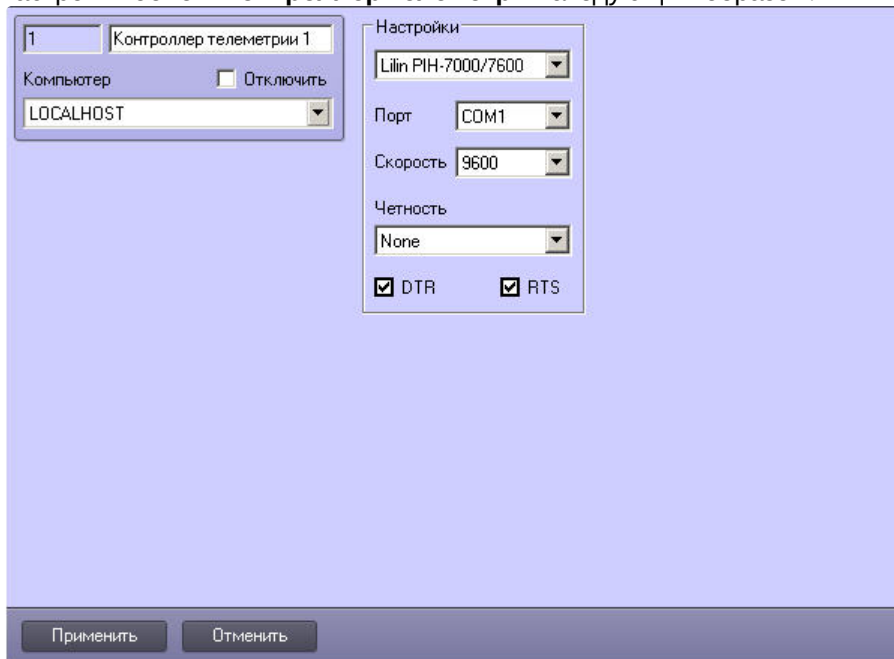 1
Контроллер телеметрии 1
Компьютер
Отключить
LOCALHOST
Настройки
Lilin PIH-7000/7600
Порт
COM1
Скорость
9600
Четность
None
DTR
RTS
Применить
Отменить